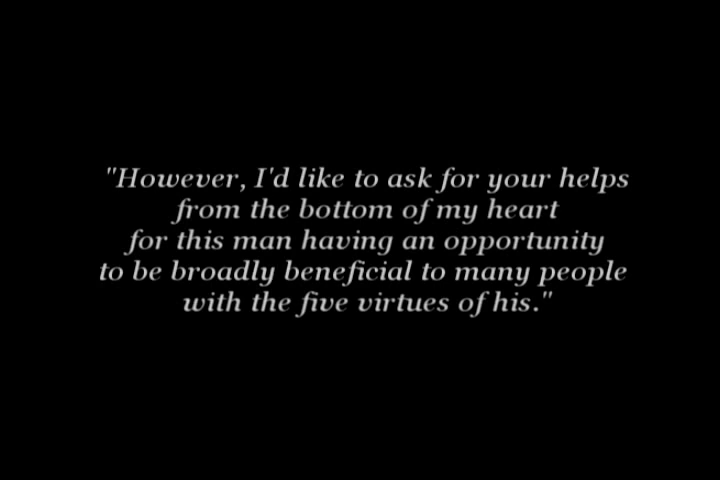 "However, I'd like to ask for your helps
from the bottom of my heart
for this man having an opportunity
to be broadly beneficial to many people
with the five virtues of his."